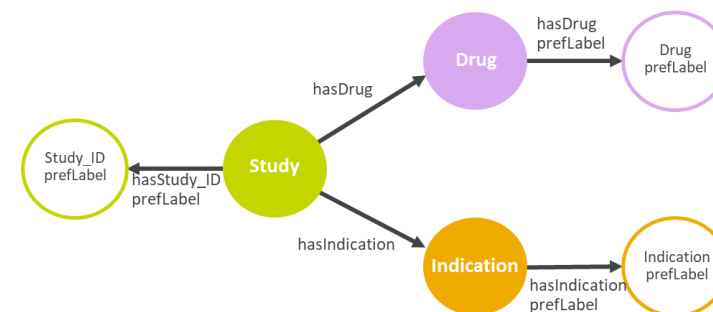 hasDrug
prefLabel
Drug
Drug
prefLabel
hasDrug
Study_ID
prefLabel
hasStudy_ID
prefLabel
Study
hasIndication
Indication
hasIndication
prefLabel
Indication
prefLabel